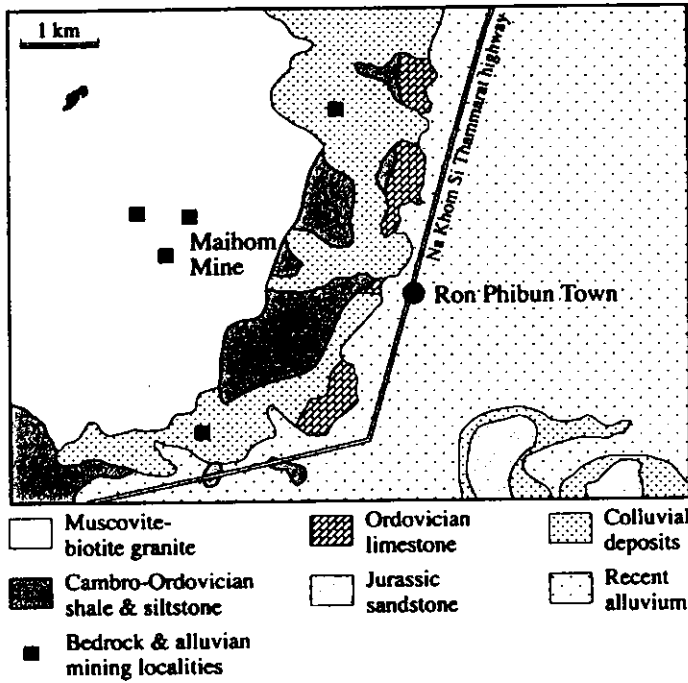 1 km
Na Khom Si Thammarat highway
Maihom
Mine
Ron Phibun Town
Muscovite-
biotite granite
Ordovician
limestone
Colluvial
deposits
Cambro-Ordovician
shale & siltstone
Jurassic
sandstone
Recent
alluvium
Bedrock & alluvian
mining localities